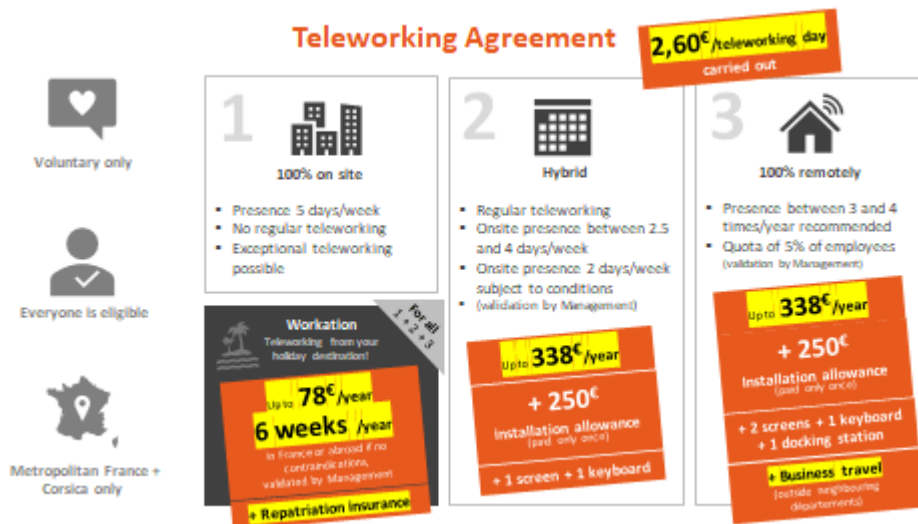 Teleworking Agreement
2,60€/teleworking day
carried out
Voluntary only
Everyone is eligible
Metropolitan France +
Corsica only
1
100% on site
▪ Presence 5 days/week
▪ No regular teleworking
▪ Exceptional teleworking
possible
Workation
Teleworking from your
holiday destination!
For all
1 + 2 + 3
Up to 78€/year
6 weeks /year
In France or abroad if no
contraindications,
validated by Management
+ Repatriation Insurance
2
Hybrid
▪ Regular teleworking
▪ Onsite presence between 2.5
and 4 days/week
▪ Onsite presence 2 days/week
subject to conditions
▪ (validation by Management)
Up to 338€/year
+ 250€
Installation allowance
(paid only once)
+ 1 screen + 1 keyboard
3
100% remotely
▪ Presence between 3 and 4
times/year recommended
▪ Quota of 5% of employees
(validation by Management)
Up to 338€/year
+ 250€
Installation allowance
(paid only once)
+ 2 screens + 1 keyboard
+ 1 docking station
+ Business travel
(outside neighbouring
départements)